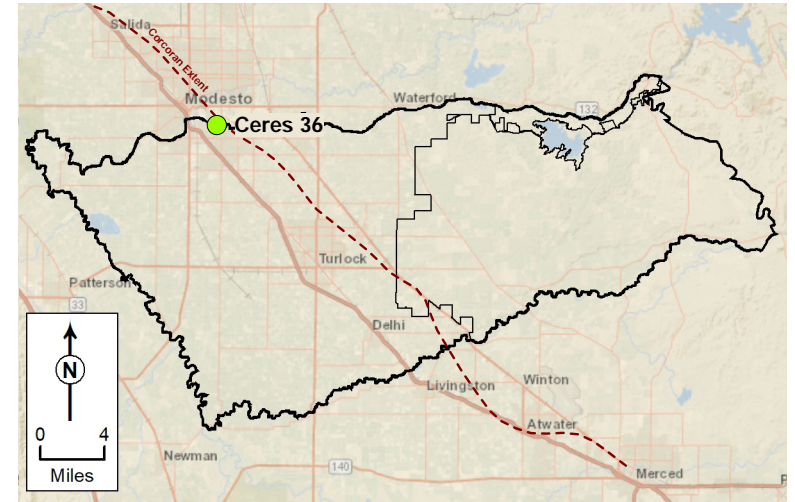 Salida
Corcoran Extent
Modesto
Waterford
132
Ceres 36
Turlock
Patterson
33
Delhi
N
Livingston
Winton
0 4
Miles
Atwater
Newman
140
Merced
P